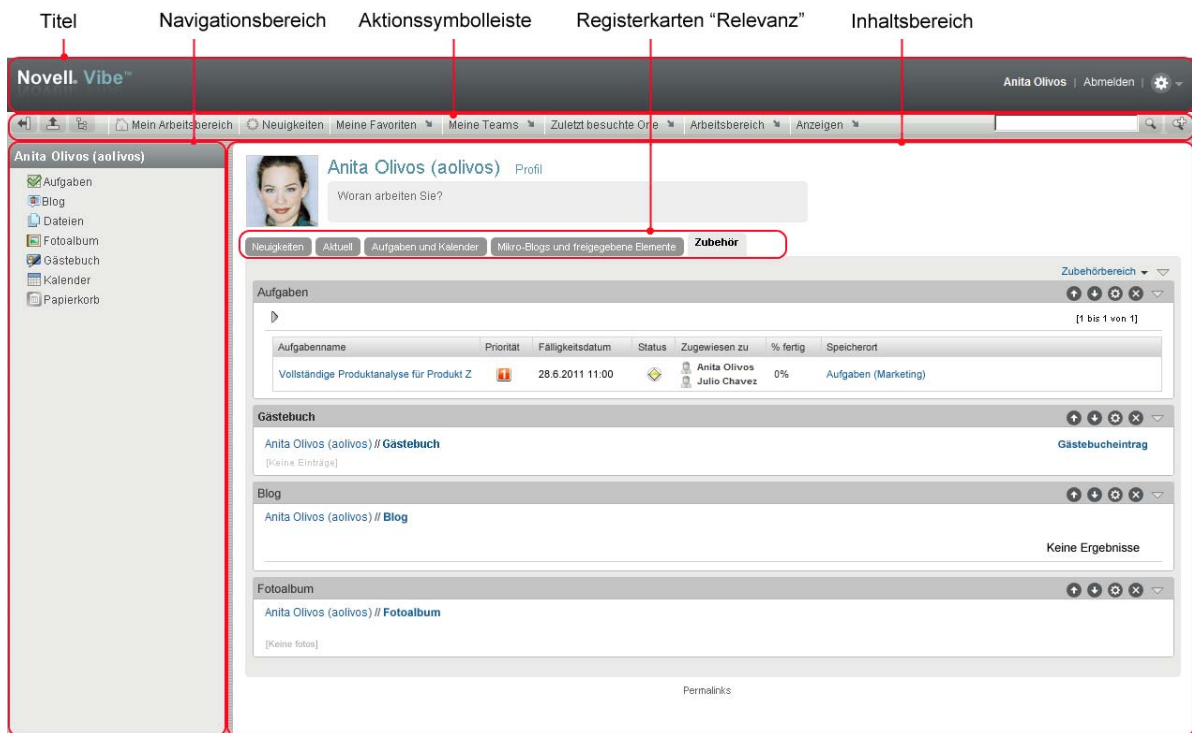 Titel Navigationsbereich Aktionssymbolleiste Registerkarten “Relevanz” Inhaltsbereich
Novell® Vibe™
Anita Olivos | Abmelden |
Mein Arbeitsbereich Neuigkeiten Meine Favoriten Meine Teams Zuletzt besuchte Orte Arbeitsbereich Anzeigen
Anita Olivos (aolivos)
Aufgaben
Blog
Dateien
Fotoalbum
Gästebuch
Kalender
Papierkorb
Anita Olivos (aolivos) Profil
Woran arbeiten Sie?
Neuigkeiten Aktuell Aufgaben und Kalender Mikro-Blogs und freigegebene Elemente Zubehör
Zubehörbereich
Aufgaben
[1 bis 1 von 1]
Aufgabenname Priorität Fälligkeitsdatum Status Zugewiesen zu % fertig Speicherort
Vollständige Produktanalyse für Produkt Z 28.6.2011 11:00 Anita Olivos 0% Aufgaben (Marketing)
Julio Chavez
Gästebuch
Anita Olivos (aolivos) // Gästebuch Gästebucheintrag
[Keine Einträge]
Blog
Anita Olivos (aolivos) // Blog
Keine Ergebnisse
Fotoalbum
Anita Olivos (aolivos) // Fotoalbum
[Keine fotos]
Permalinks